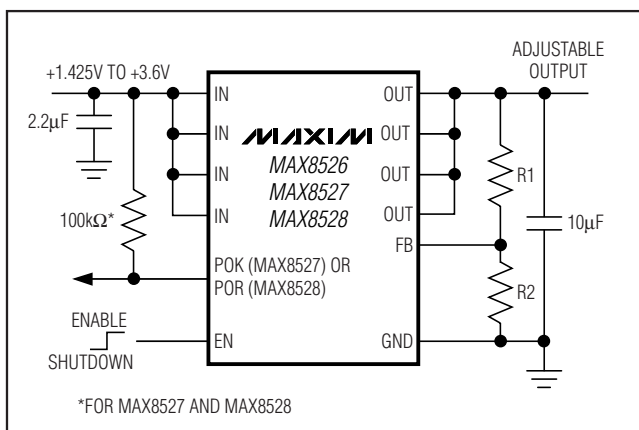 +1.425V TO +3.6V
ADJUSTABLE
OUTPUT
2.2μF
IN
OUT
IN
MAXIM
OUT
MAX8526
IN
MAX8527
OUT
R1
100kΩ*
IN
MAX8528
OUT
10μF
FB
POK (MAX8527) OR
POR (MAX8528)
R2
ENABLE
SHUTDOWN
EN
GND
*FOR MAX8527 AND MAX8528